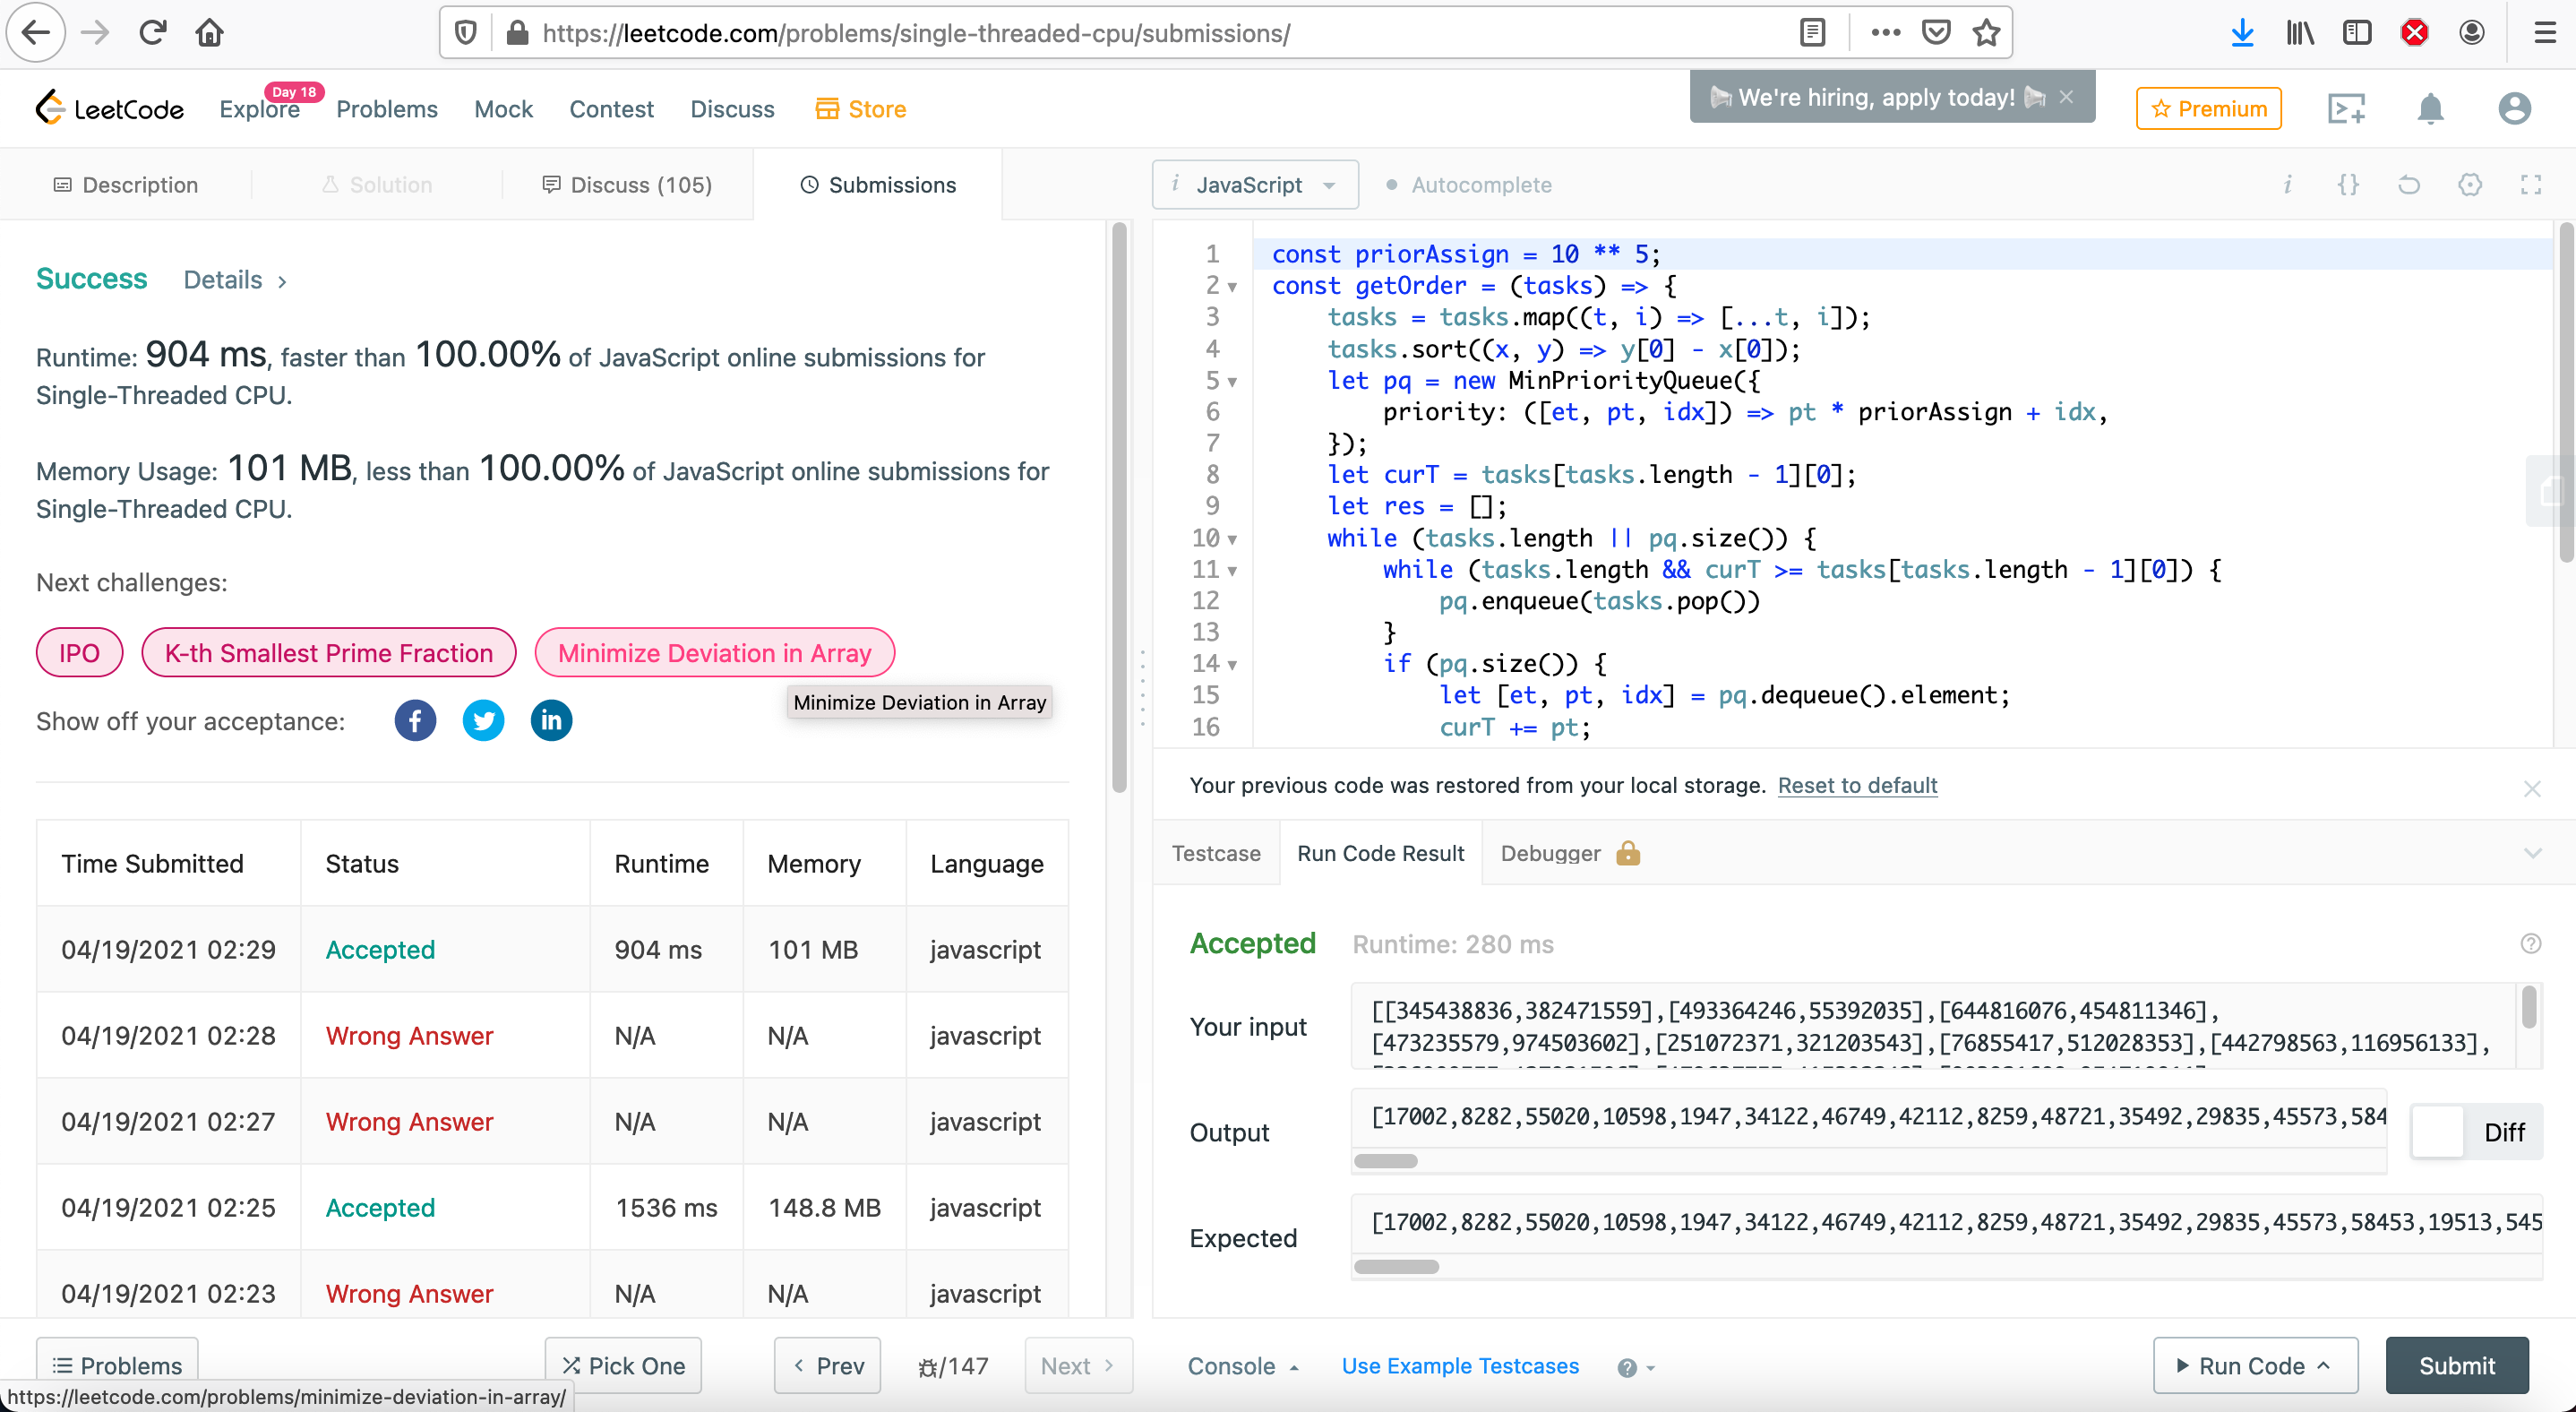 https://leetcode.com/problems/single-threaded-cpu/submissions/
LeetCode
Explore
Day 18
Problems
Mock
Contest
Discuss
Store
We're hiring, apply today!
Premium
Description
Solution
Discuss (105)
Submissions
Success
Details >
Runtime: 904 ms, faster than 100.00% of JavaScript online submissions for
Single-Threaded CPU.
Memory Usage: 101 MB, less than 100.00% of JavaScript online submissions for
Single-Threaded CPU.
Next challenges:
IPO
K-th Smallest Prime Fraction
Minimize Deviation in Array
Minimize Deviation in Array
Show off your acceptance:
Time Submitted Status Runtime Memory Language
04/19/2021 02:29 Accepted 904 ms 101 MB javascript
04/19/2021 02:28 Wrong Answer N/A N/A javascript
04/19/2021 02:27 Wrong Answer N/A N/A javascript
04/19/2021 02:25 Accepted 1536 ms 148.8 MB javascript
04/19/2021 02:23 Wrong Answer N/A N/A javascript
Problems
Pick One
Prev
/147
Next
https://leetcode.com/problems/minimize-deviation-in-array/
JavaScript
Autocomplete
1 const priorAssign = 10 ** 5;
2 const getOrder = (tasks) => {
3 tasks = tasks.map((t, i) => [...t, i]);
4 tasks.sort((x, y) => y[0] - x[0]);
5 let pq = new MinPriorityQueue({
6 priority: ([et, pt, idx]) => pt * priorAssign + idx,
7 });
8 let curT = tasks[tasks.length - 1][0];
9 let res = [];
10 while (tasks.length || pq.size()) {
11 while (tasks.length && curT >= tasks[tasks.length - 1][0]) {
12 pq.enqueue(tasks.pop())
13 }
14 if (pq.size()) {
15 let [et, pt, idx] = pq.dequeue().element;
16 curT += pt;
Your previous code was restored from your local storage. Reset to default
Testcase
Run Code Result
Debugger
Accepted
Runtime: 280 ms
Your input
[[345438836,382471559],[493364246,55392035],[644816076,454811346],
[473235579,974503602],[251072371,321203543],[76855417,512028353],[442798563,116956133],
Output
[17002,8282,55020,10598,1947,34122,46749,42112,8259,48721,35492,29835,45573,584
Diff
Expected
[17002,8282,55020,10598,1947,34122,46749,42112,8259,48721,35492,29835,45573,58453,19513,545
Console
Use Example Testcases
Run Code
Submit